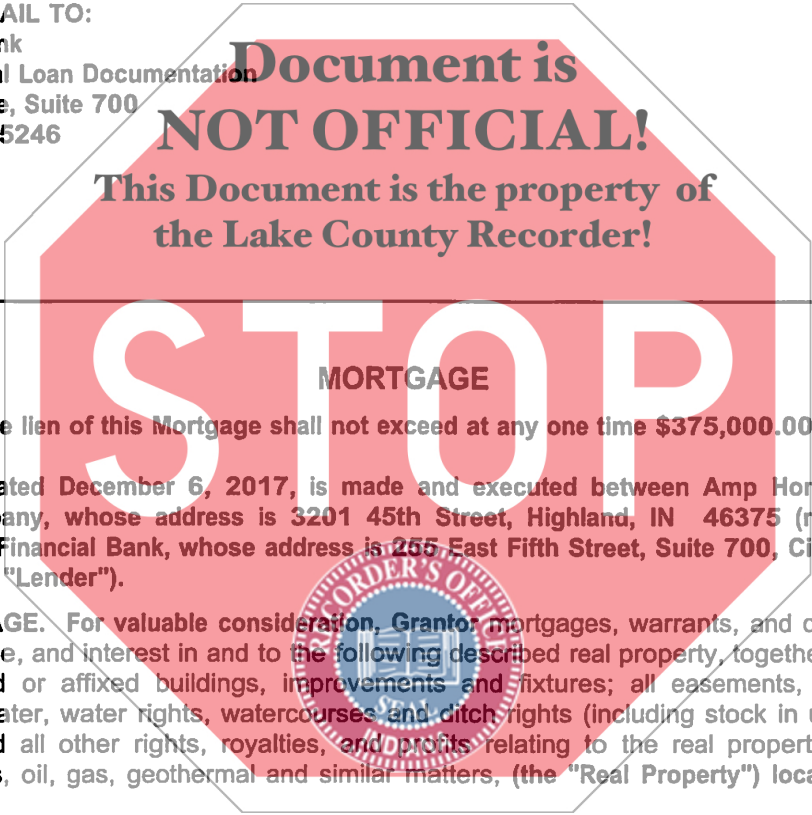 AIL TO:
nk
l Loan Documentation
e, Suite 700
5246
Document is
NOT OFFICIAL!
This Document is the property of
the Lake County Recorder!
STOP
MORTGAGE
e lien of this Mortgage shall not exceed at any one time $375,000.00
ated December 6, 2017, is made and executed between Amp Hor
any, whose address is 3201 45th Street, Highland, IN 46375 (r
Financial Bank, whose address is 255 East Fifth Street, Suite 700, Ci
"Lender").
GE. For valuable consideration, Grantor mortgages, warrants, and c
e, and interest in and to the following described real property, togethe
d or affixed buildings, improvements and fixtures; all easements,
ater, water rights, watercourses and ditch rights (including stock in u
d all other rights, royalties, and profits relating to the real propert
s, oil, gas, geothermal and similar matters, (the "Real Property") loca
RECORDER'S OFFICE
SEAL
INDIANA